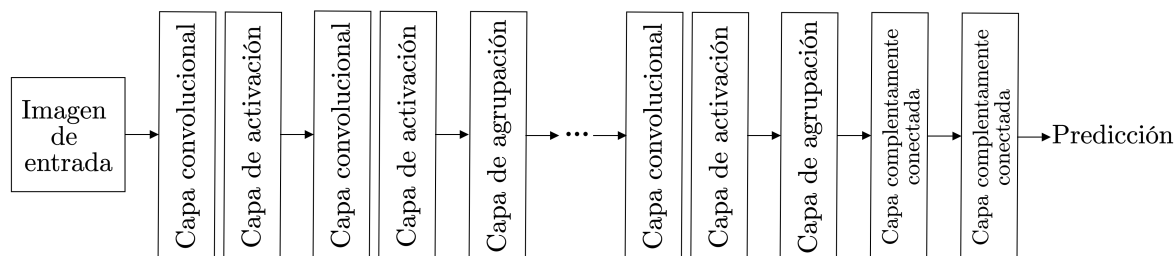 Imagen
de
entrada
Capa convolucional
Capa de activación
Capa convolucional
Capa de activación
Capa de agrupación
...
Capa convolucional
Capa de activación
Capa de agrupación
Capa complentamente
conectada
Capa complentamente
conectada
Predicción